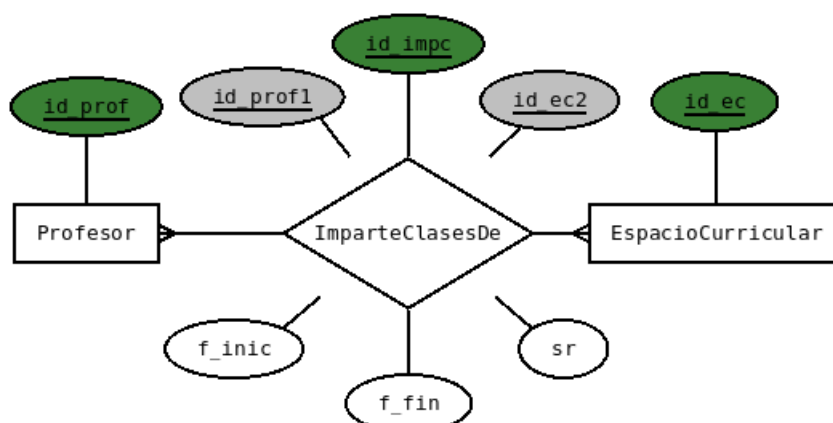 id_impc
id_prof
id_prof1
id_ec2
id_ec
Profesor
ImparteClasesDe
EspacioCurricular
f_inic
sr
f_fin